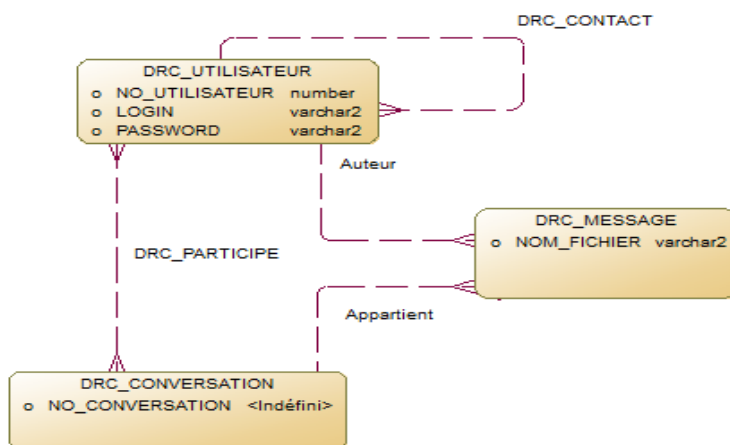 DRC_CONTACT
DRC_UTILISATEUR
o NO_UTILISATEUR number
o LOGIN varchar2
o PASSWORD varchar2
Auteur
DRC_MESSAGE
o NOM_FICHIER varchar2
DRC_PARTICIPE
Appartient
DRC_CONVERSATION
o NO_CONVERSATION <Indéfini>